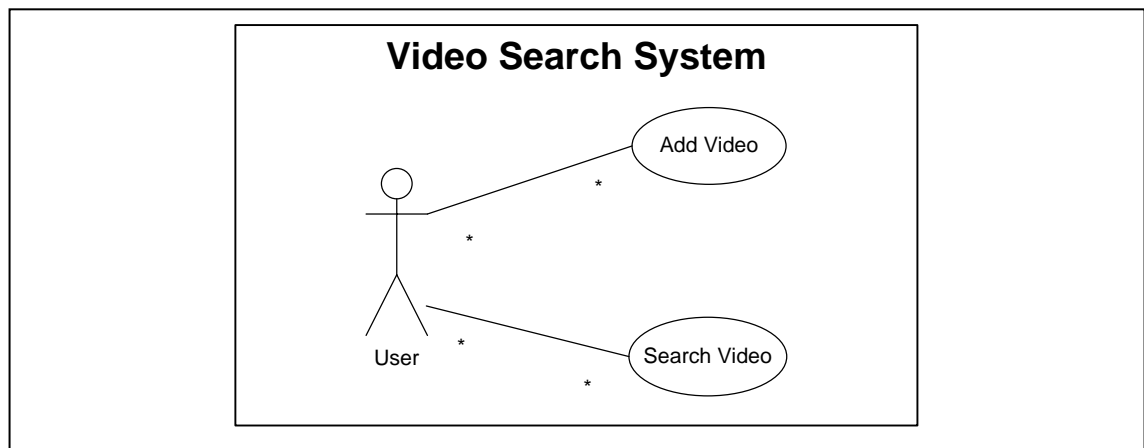 Video Search System
Add Video
*
*
User
*
Search Video
*